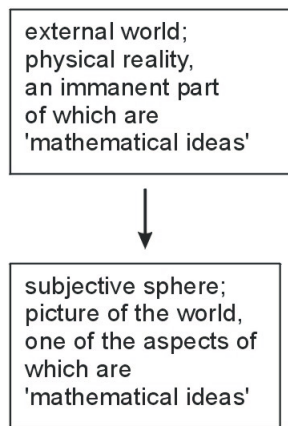 external world;
physical reality,
an immanent part
of which are
'mathematical ideas'
subjective sphere;
picture of the world,
one of the aspects of
which are
'mathematical ideas'